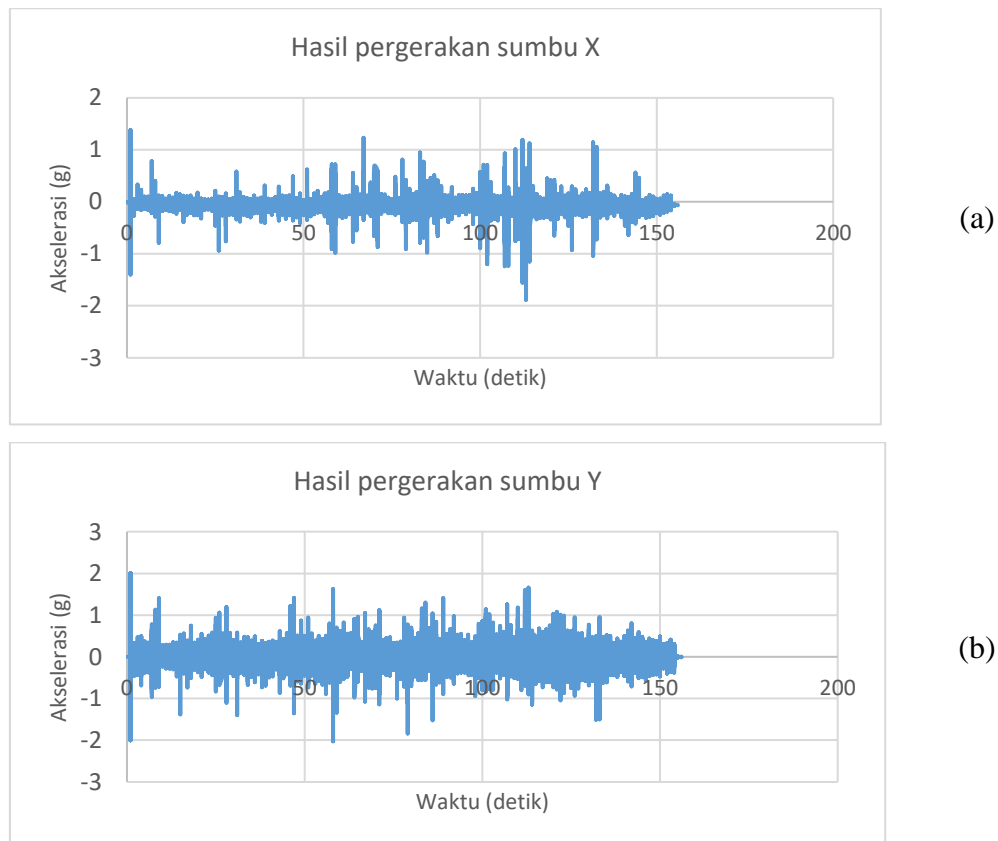 Hasil pergerakan sumbu X
2
1
0
-1
-2
-3
0 50 100 150 200
Akselerasi (g)
Waktu (detik)
(a)
Hasil pergerakan sumbu Y
3
2
1
0
-1
-2
-3
0 50 100 150 200
Akselerasi (g)
Waktu (detik)
(b)